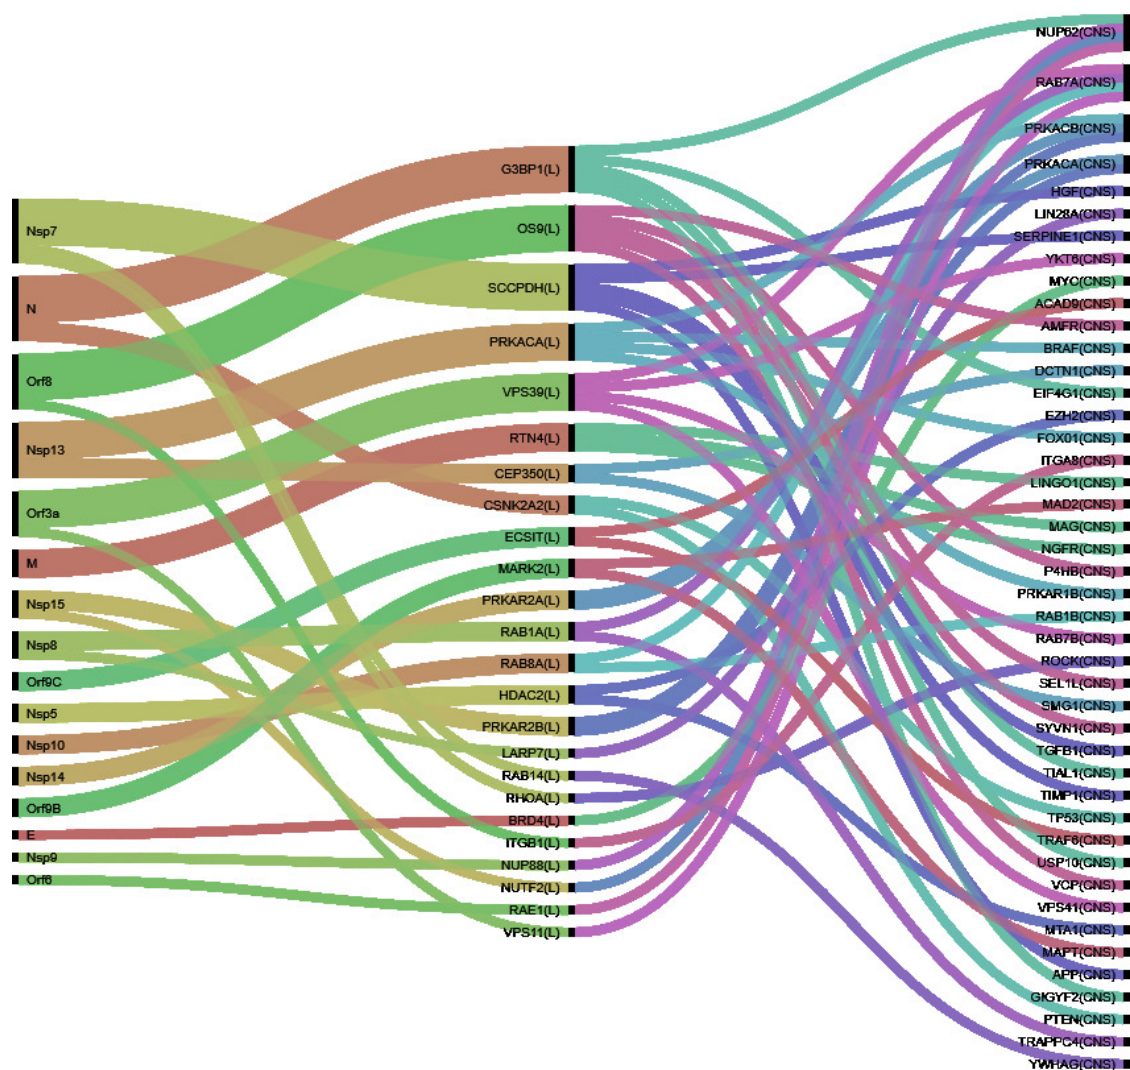 Nsp7
N
Orf8
Nsp13
Orf3a
M
Nsp15
Nsp8
Orf9C
Nsp5
Nsp10
Nsp14
Orf9B
E
Nsp9
Orf6
G3BP1(L)
OS9(L)
SCCPDH(L)
PRKACA(L)
VPS39(L)
RTN4(L)
CEP350(L)
CSNK2A2(L)
ECSIT(L)
MARK2(L)
PRKAR2A(L)
RAB1A(L)
RAB8A(L)
HDAC2(L)
PRKAR2B(L)
LARP7(L)
RAB14(L)
RHOA(L)
BRD4(L)
ITGB1(L)
NUP88(L)
NUTF2(L)
RAE1(L)
VPS11(L)
NUP62(CNS)
RAB7A(CNS)
PRKACB(CNS)
PRKACA(CNS)
HGF(CNS)
LIN28A(CNS)
SERPINE1(CNS)
YKT6(CNS)
MYC(CNS)
ACAD9(CNS)
AMFR(CNS)
BRAF(CNS)
DCTN1(CNS)
EIF4G1(CNS)
EZH2(CNS)
FOX01(CNS)
ITGA8(CNS)
LINGO1(CNS)
MAD2(CNS)
MAG(CNS)
NGFR(CNS)
P4HB(CNS)
PRKAR1B(CNS)
RAB1B(CNS)
RAB7B(CNS)
ROCK(CNS)
SEL1L(CNS)
SMG1(CNS)
SYVN1(CNS)
TGFB1(CNS)
TIAL1(CNS)
TIMP1(CNS)
TP53(CNS)
TRAF6(CNS)
USP10(CNS)
VCP(CNS)
VPS41(CNS)
MTA1(CNS)
MAPT(CNS)
APP(CNS)
GIGYF2(CNS)
PTEN(CNS)
TRAPPC4(CNS)
YWHAG(CNS)